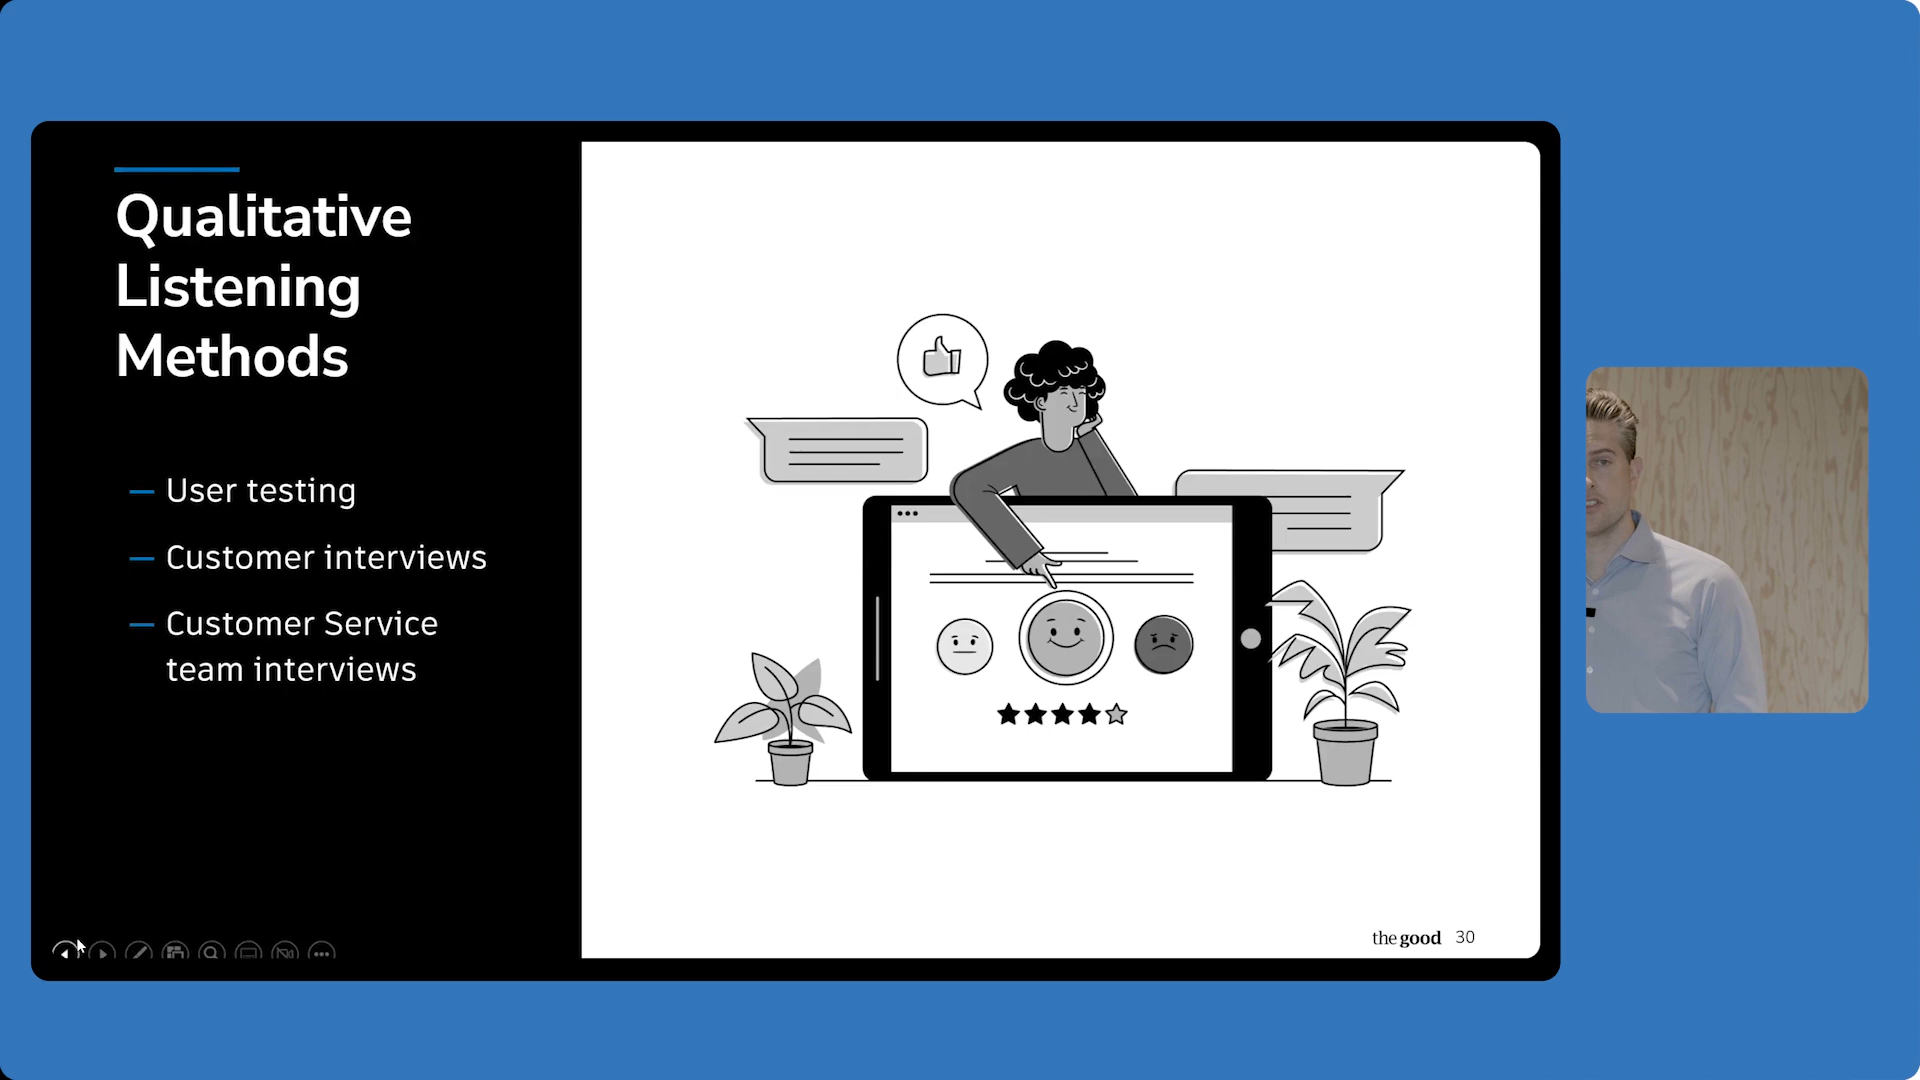 Qualitative
Listening
Methods
— User testing
— Customer interviews
— Customer Service
team interviews
the good 30